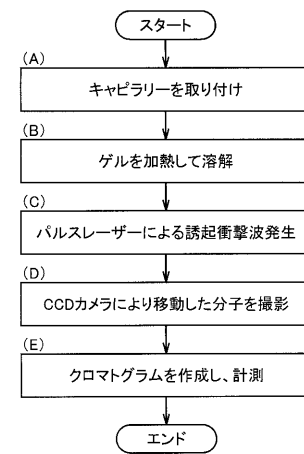 スタート
(A)
キャピラリーを取り付け
(B)
ゲルを加熱して溶解
(C)
パルスレーザーによる誘起衝撃波発生
(D)
CCDカメラにより移動した分子を撮影
(E)
クロマトグラムを作成し、計測
エンド